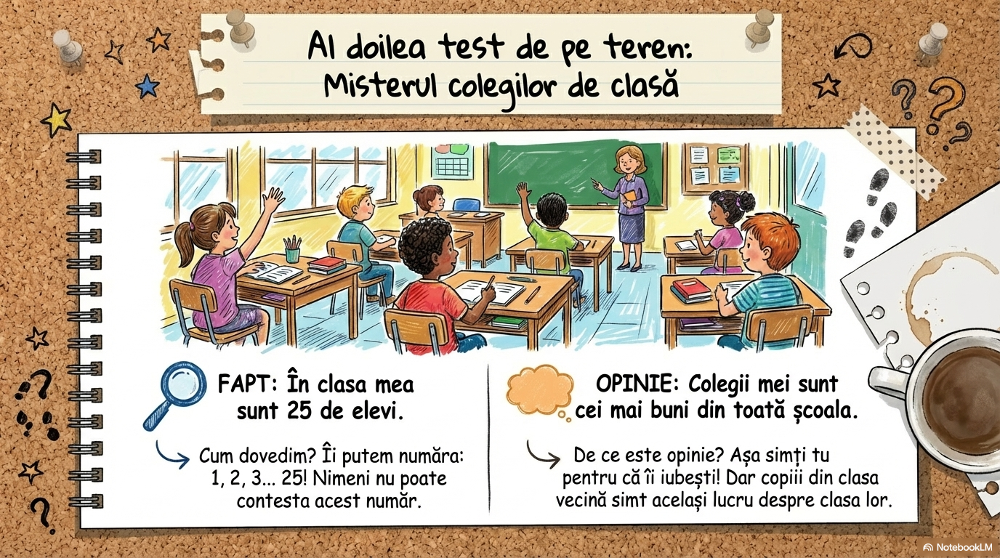 Al doilea test de pe teren:
Misterul colegilor de clasă
FAPT: În clasa mea
sunt 25 de elevi.
Cum dovedim? Îi putem număra:
1, 2, 3... 25! Nimeni nu poate
contesta acest număr.
OPINIE: Colegii mei sunt
cei mai buni din toată școala.
De ce este opinie? Așa simți tu
pentru că îi iubești! Dar copiii din clasa
vecină simt același lucru despre clasa lor.
NotebookLM